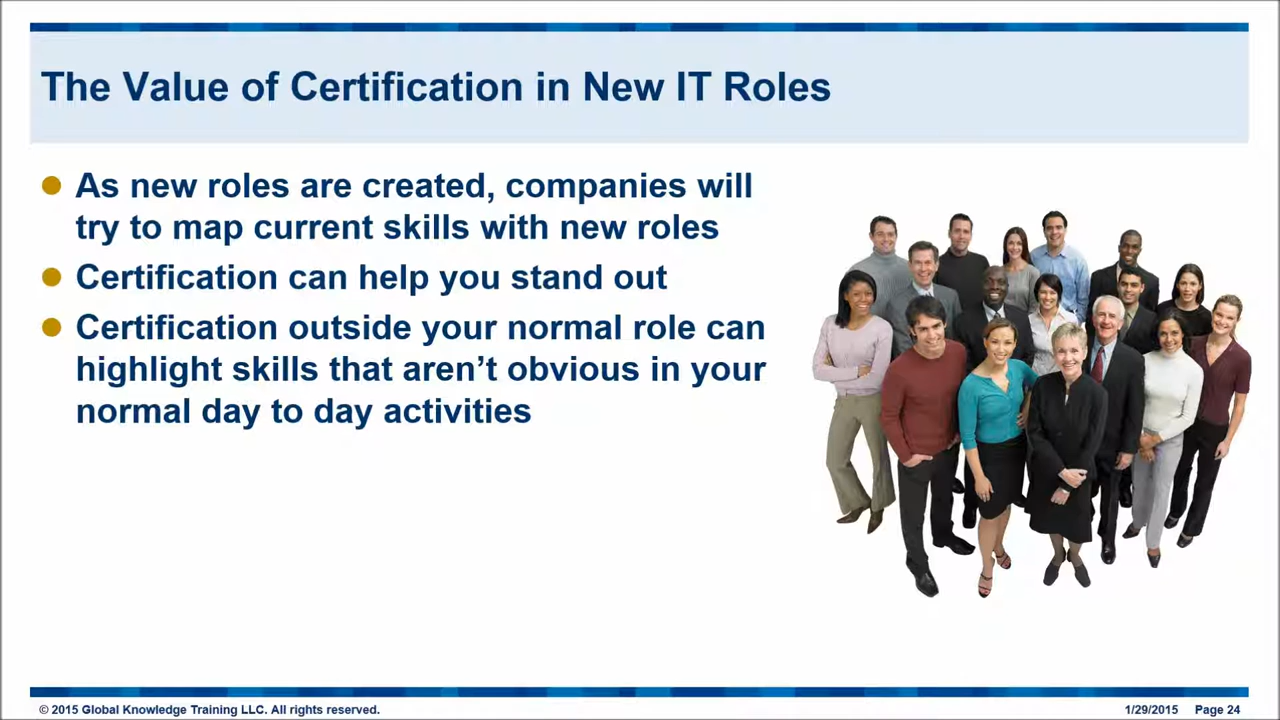 The Value of Certification in New IT Roles
As new roles are created, companies will
try to map current skills with new roles
Certification can help you stand out
Certification outside your normal role can
highlight skills that aren’t obvious in your
normal day to day activities
© 2015 Global Knowledge Training LLC. All rights reserved.
1/29/2015 Page 24